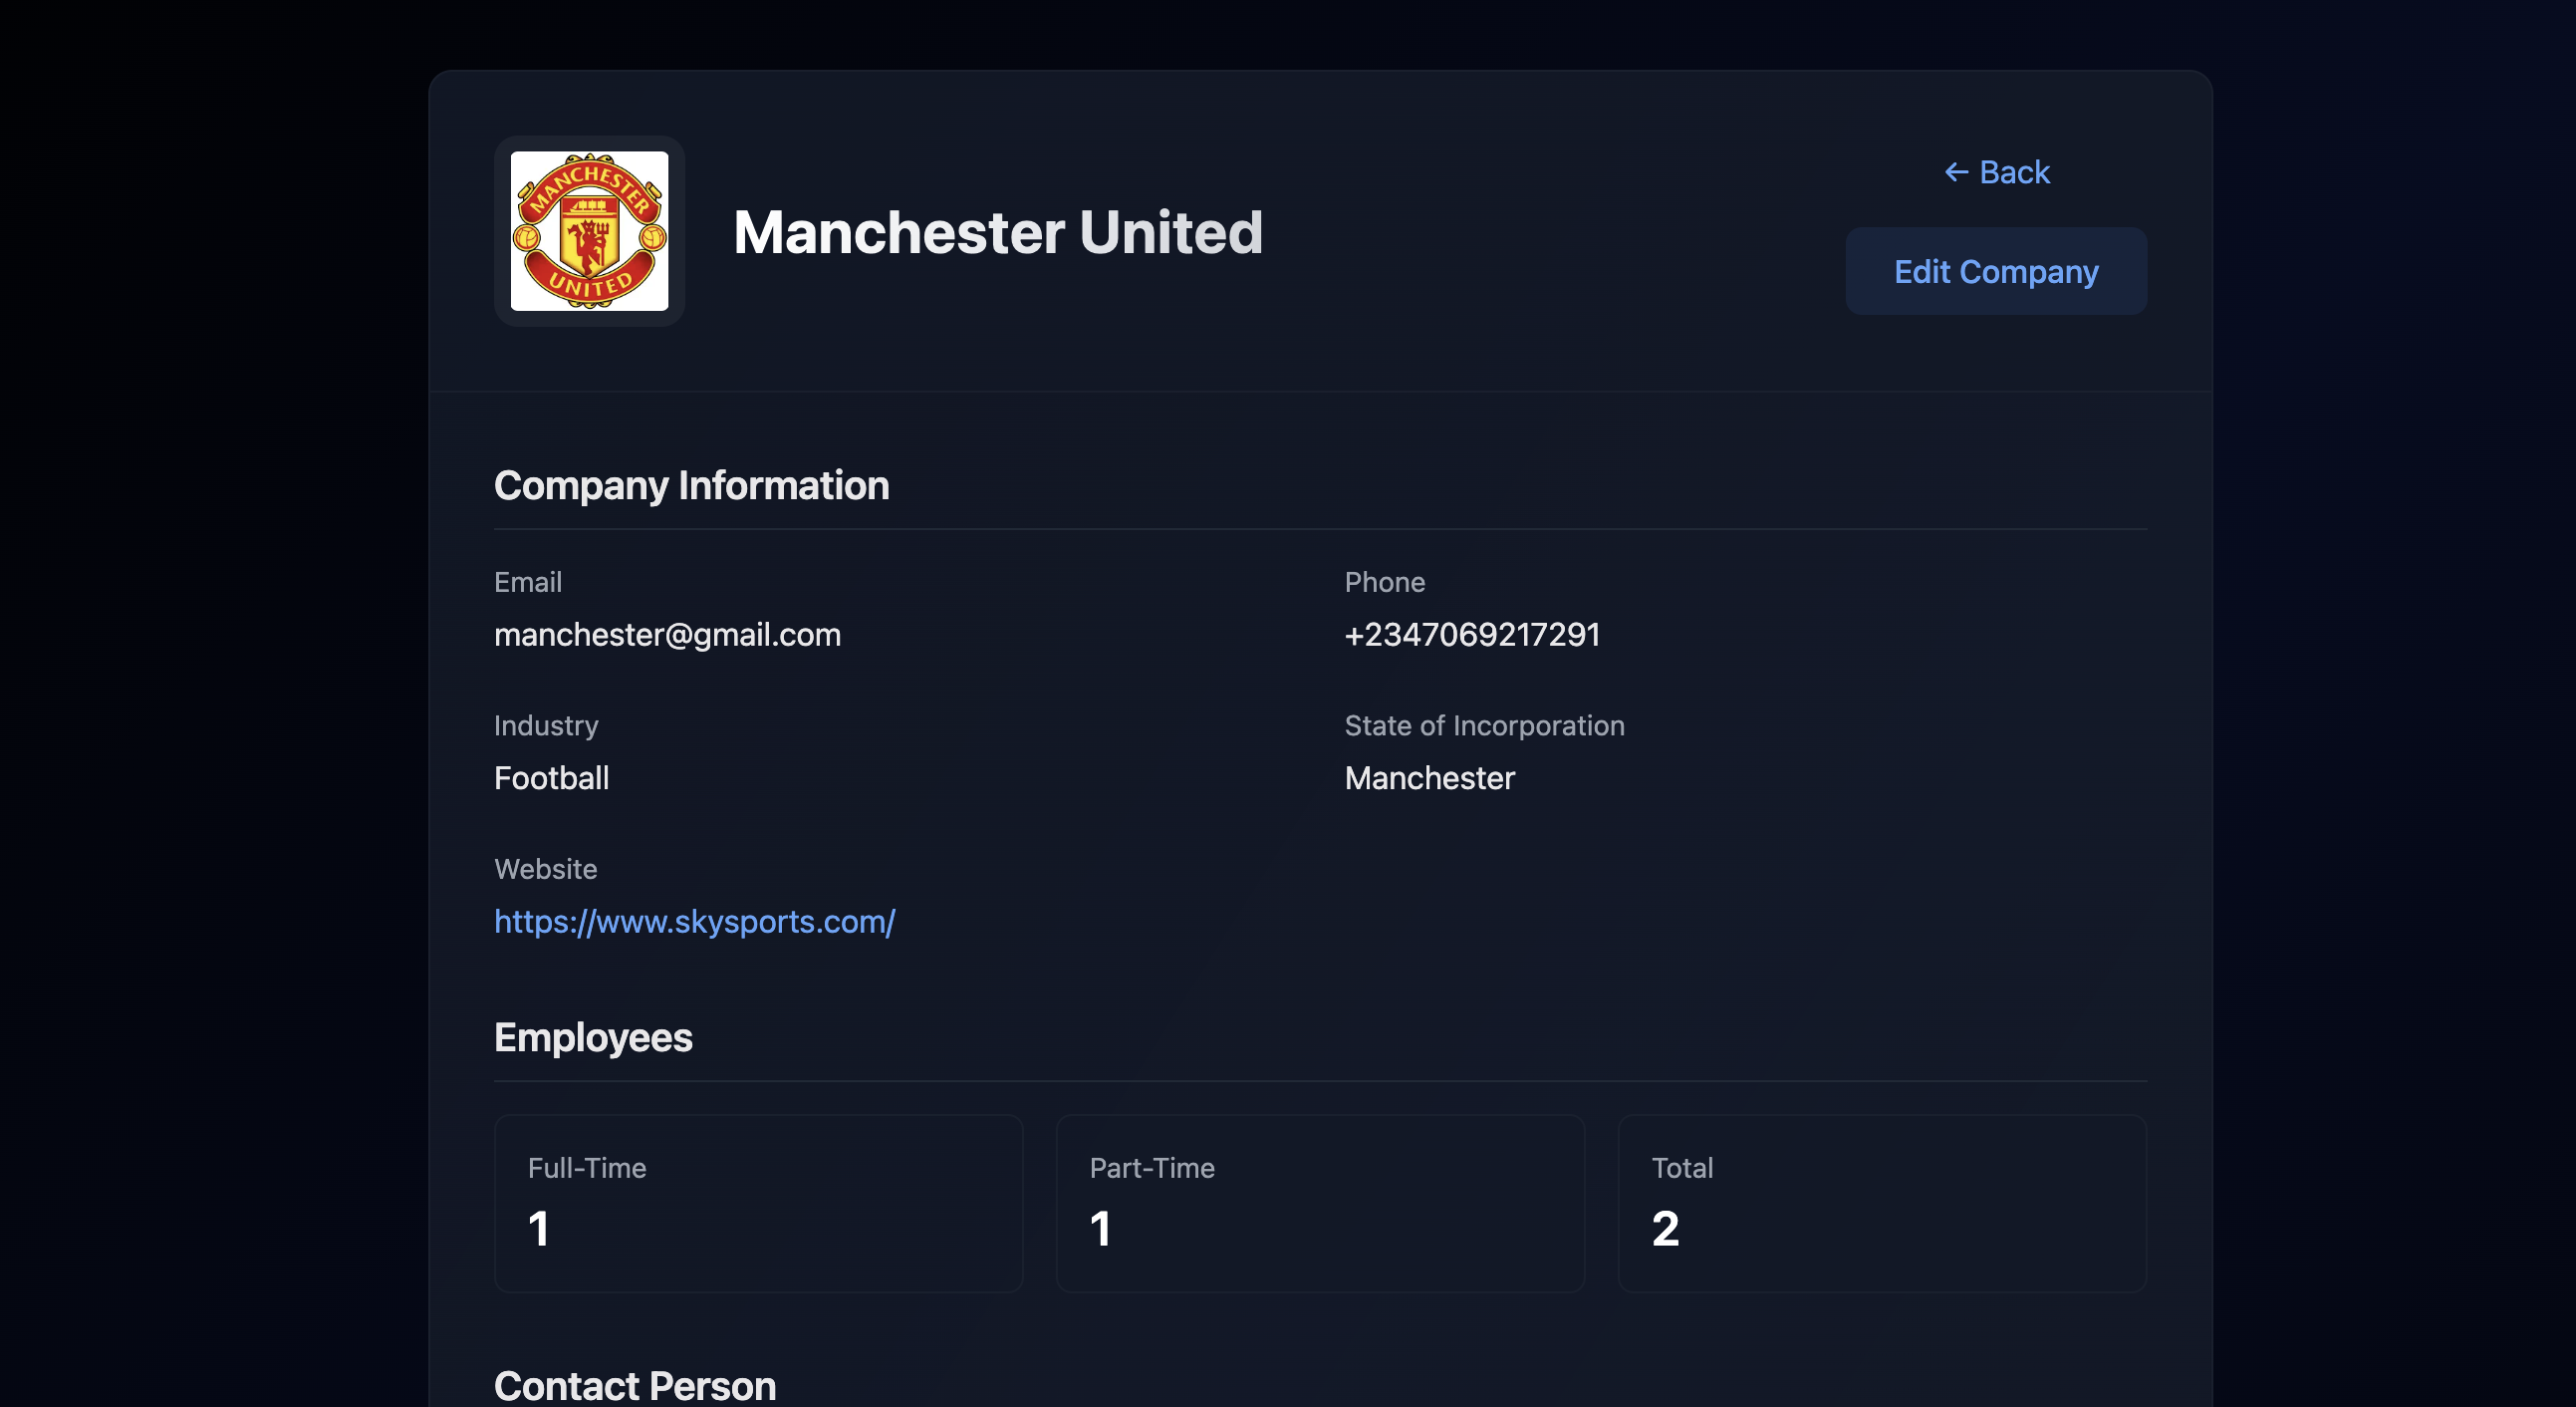 MANCHESTER
UNITED
Manchester United
← Back
Edit Company
Company Information
Email
manchester@gmail.com
Phone
+2347069217291
Industry
Football
State of Incorporation
Manchester
Website
https://www.skysports.com/
Employees
Full-Time
1
Part-Time
1
Total
2
Contact Person